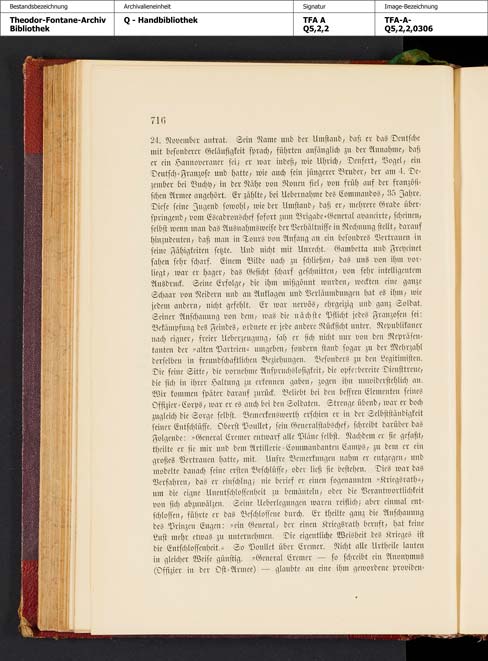 Bestandsbezeichnung
Theodor-Fontane-Archiv
Bibliothek
Archivalieneinheit
Q - Handbibliothek
Signatur
TFA A
Q5,2,2
Image-Bezeichnung
TFA-A-
Q5,2,2,0306
716
24. November antrat. Sein Name und der Umstand, daß er das Deutsche
mit besonderer Geläufigkeit sprach, führten anfänglich zu der Annahme, daß
er ein Hannoveraner sei; er war indeß, wie Uhrich, Denfert, Vogel, ein
Deutsch-Franzose und hatte, wie auch sein jüngerer Bruder, der am 4. De-
zember bei Buchy, in der Nähe von Rouen fiel, von früh auf der französi-
schen Armee angehört. Er zählte, bei Uebernahme des Commandos, 35 Jahre.
Diese seine Jugend sowohl, wie der Umstand, daß er, mehrere Grade über-
springend, vom Escadronschef sofort zum Brigade-General avancirte, scheinen,
selbst wenn man das Ausnahmsweise der Verhältnisse in Rechnung stellt, darauf
hinzudeuten, daß man in Tours von Anfang an ein besondres Vertrauen in
seine Fähigkeiten setzte. Und nicht mit Unrecht. Gambetta und Freycinet
sahen sehr scharf. Einem Bilde nach zu schließen, das uns von ihm vor-
liegt, war er hager, das Gesicht scharf geschnitten, von sehr intelligentem
Ausdruck. Seine Erfolge, die ihm mißgönnt wurden, weckten eine ganze
Schaar von Neidern und an Anklagen und Verläumdungen hat es ihm, wie
jedem andern, nicht gefehlt. Er war nervös, ehrgeizig und ganz Soldat.
Seiner Anschauung von dem, was die nächste Pflicht jedes Franzosen sei:
Bekämpfung des Feindes, ordnete er jede andere Rücksicht unter. Republikaner
nach eigner, freier Ueberzeugung, sah er sich nicht nur von den Repräsen-
tanten der »alten Parteien« umgeben, sondern stand sogar zu der Mehrzahl
derselben in freundschaftlichen Beziehungen. Besonders zu den Legitimisten.
Die feine Sitte, die vornehme Anspruchslosigkeit, die opferbereite Diensttreue,
die sich in ihrer Haltung zu erkennen gaben, zogen ihn unwiderstehlich an.
Wir kommen später darauf zurück. Beliebt bei den bessren Elementen seines
Offizier-Corps, war er es auch bei den Soldaten. Strenge übend, war er doch
zugleich die Sorge selbst. Bemerkenswerth erschien er in der Selbstständigkeit
seiner Entschlüsse. Oberst Poullet, sein Generalstabschef, schreibt darüber das
Folgende: »General Cremer entwarf alle Pläne selbst. Nachdem er sie gefaßt,
theilte er sie mir und dem Artillerie-Commandanten Camps, zu dem er ein
großes Vertrauen hatte, mit. Unsre Bemerkungen nahm er entgegen, und
modelte danach seine ersten Beschlüsse, oder ließ sie bestehen. Dies war das
Verfahren, das er einschlug; nie berief er einen sogenannten »Kriegsrath«,
um die eigne Unentschlossenheit zu bemänteln, oder die Verantwortlichkeit
von sich abzuwälzen. Seine Ueberlegungen waren reiflich; aber einmal ent-
schlossen, führte er das Beschlossene durch. Er theilte ganz die Anschauung
des Prinzen Eugen: »ein General, der einen Kriegsrath beruft, hat keine
Lust mehr etwas zu unternehmen. Die eigentliche Weisheit des Krieges ist
die Entschlossenheit.« So Poullet über Cremer. Nicht alle Urtheile lauten
in gleicher Weise günstig. »General Cremer — so schreibt ein Anonymus
(Offizier in der Ost-Armee) — glaubte an eine ihm gewordene providen-